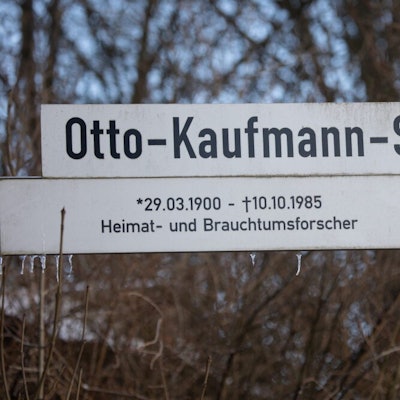 Otto-Kaufmann-S
*29.03.1900 - †10.10.1985
Heimat- und Brauchtumsforscher